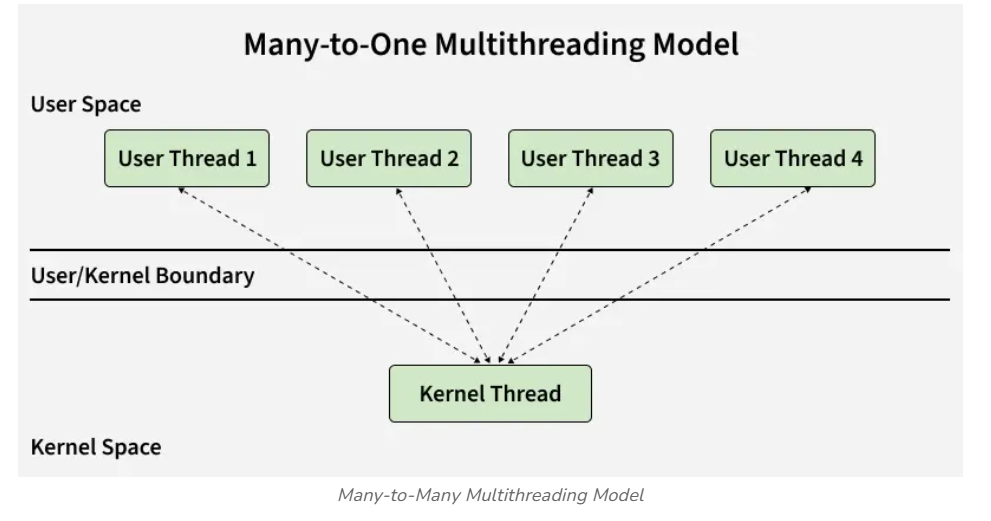 Many-to-One Multithreading Model
User Space
User Thread 1
User Thread 2
User Thread 3
User Thread 4
User/Kernel Boundary
Kernel Thread
Kernel Space
Many-to-Many Multithreading Model